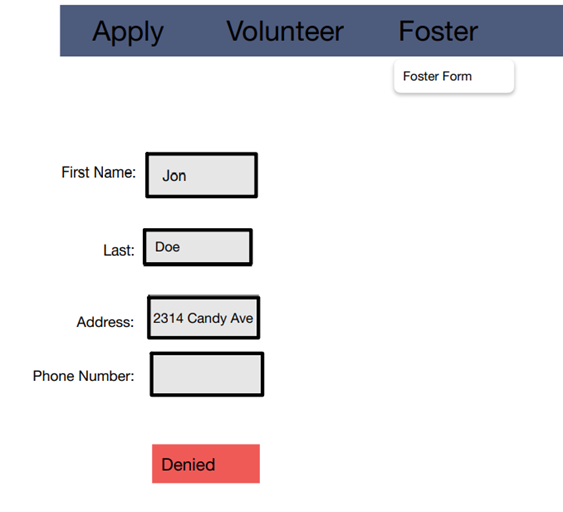 Apply Volunteer Foster
Foster Form
First Name: Jon
Last: Doe
Address: 2314 Candy Ave
Phone Number:
Denied